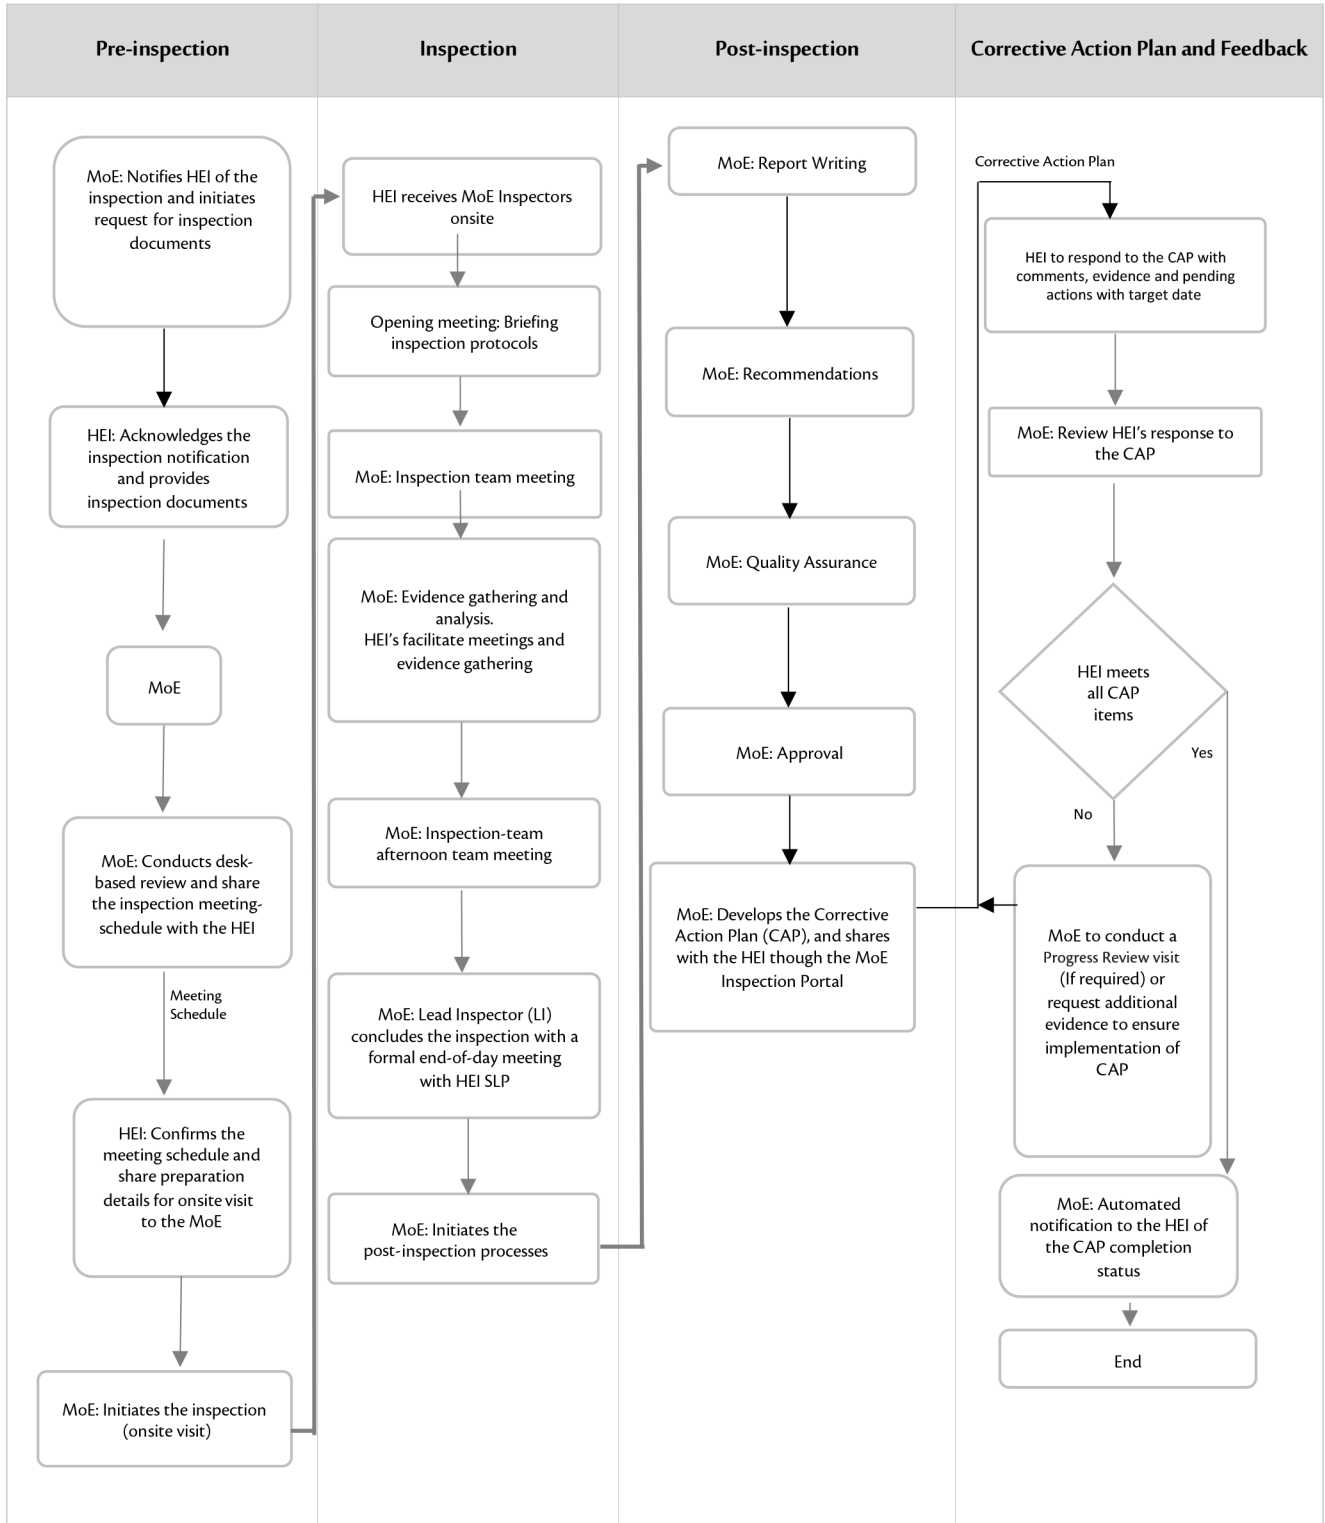 Pre-inspection
Inspection
Post-inspection
Corrective Action Plan and Feedback
MoE: Notifies HEI of the
inspection and initiates
request for inspection
documents
HEI: Acknowledges the
inspection notification
and provides
inspection documents
MoE
MoE: Conducts desk-
based review and share
the inspection meeting-
schedule with the HEI
Meeting
Schedule
HEI: Confirms the
meeting schedule and
share preparation
details for onsite visit
to the MoE
MoE: Initiates the inspection
(onsite visit)
HEI receives MoE Inspectors
onsite
Opening meeting: Briefing
inspection protocols
MoE: Inspection team meeting
MoE: Evidence gathering and
analysis.
HEI's facilitate meetings and
evidence gathering
MoE: Inspection-team
afternoon team meeting
MoE: Lead Inspector (LI)
concludes the inspection with a
formal end-of-day meeting
with HEI SLP
MoE: Initiates the
post-inspection processes
MoE: Report Writing
MoE: Recommendations
MoE: Quality Assurance
MoE: Approval
MoE: Develops the Corrective
Action Plan (CAP), and shares
with the HEI though the MoE
Inspection Portal
Corrective Action Plan
HEI to respond to the CAP with
comments, evidence and pending
actions with target date
MoE: Review HEI's response to
the CAP
HEI meets
all CAP
items
Yes
No
MoE to conduct a
Progress Review visit
(If required) or
request additional
evidence to ensure
implementation of
CAP
MoE: Automated
notification to the HEI of
the CAP completion
status
End